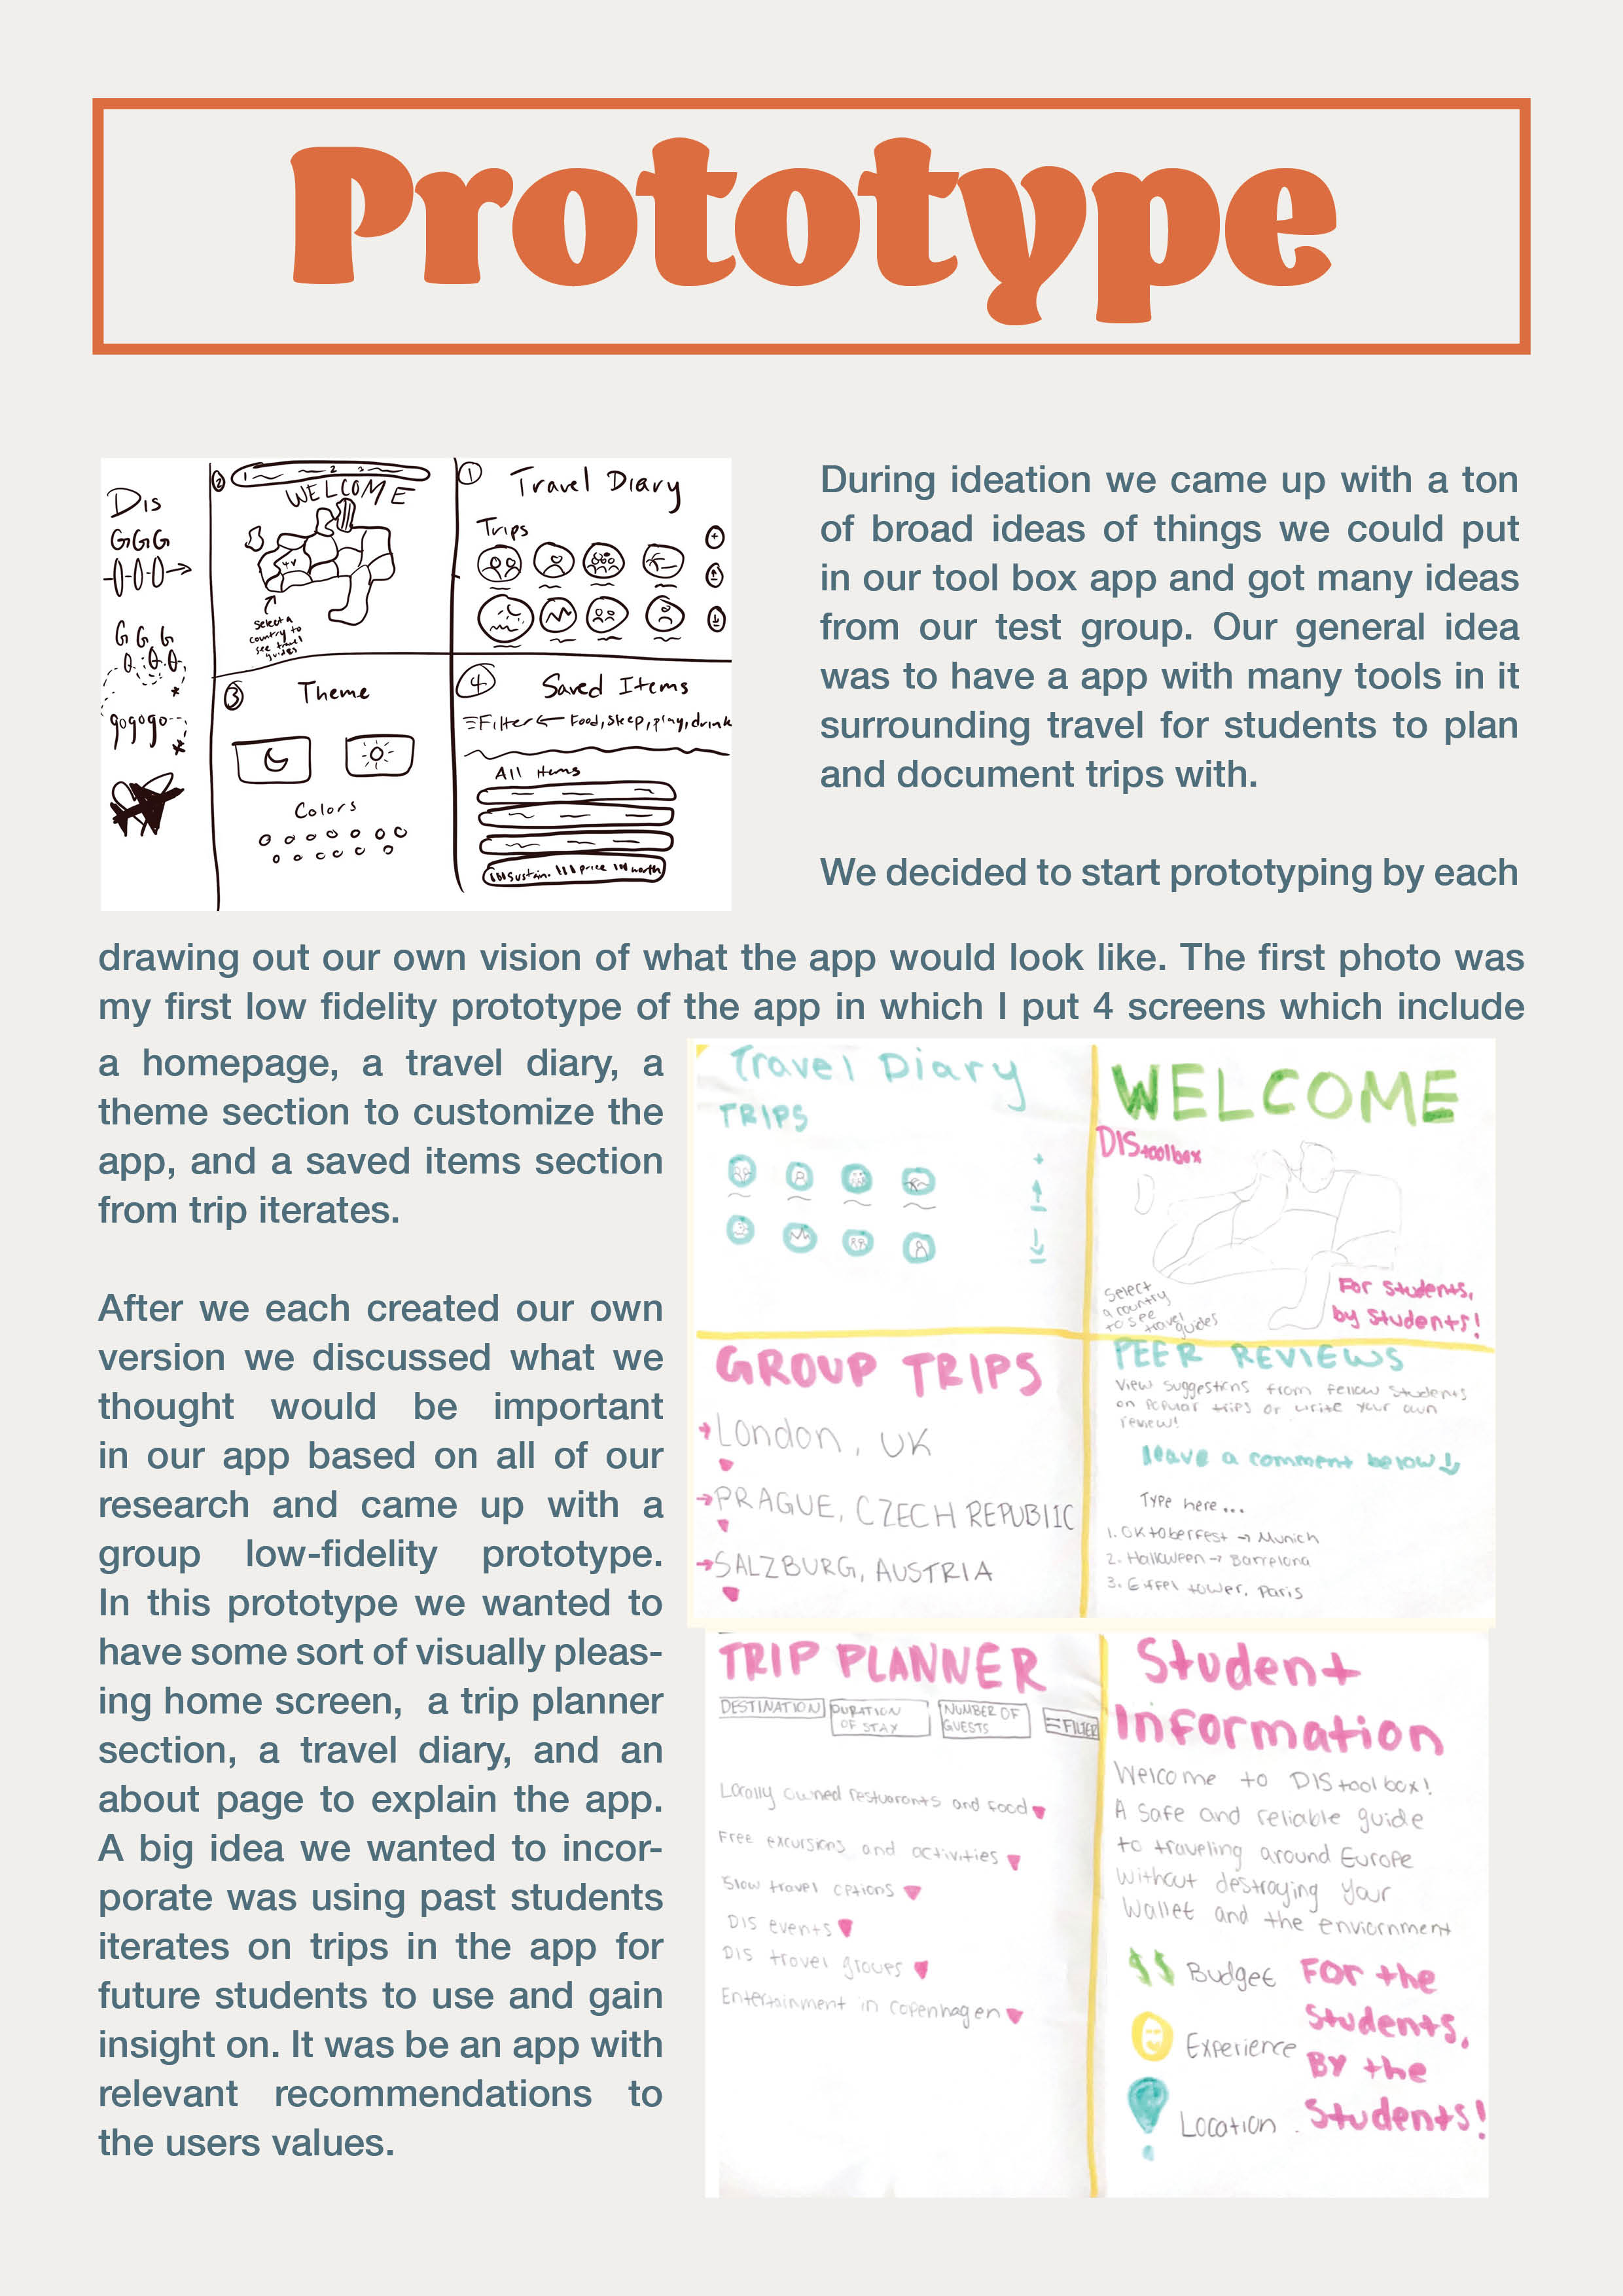 Prototype
Dis
GGG
G G G
gogogo
2
1 2 3
WELCOME
select a
country to
see travel
guides
1
Travel Diary
Trips
3
Theme
Colors
4
Saved Items
Filter ← Food, sleep, play, drink
All items
sustain. price worth
During ideation we came up with a ton
of broad ideas of things we could put
in our tool box app and got many ideas
from our test group. Our general idea
was to have a app with many tools in it
surrounding travel for students to plan
and document trips with.
We decided to start prototyping by each
drawing out our own vision of what the app would look like. The first photo was
my first low fidelity prototype of the app in which I put 4 screens which include
a homepage, a travel diary, a
theme section to customize the
app, and a saved items section
from trip iterates.
After we each created our own
version we discussed what we
thought would be important
in our app based on all of our
research and came up with a
group low-fidelity prototype.
In this prototype we wanted to
have some sort of visually pleas-
ing home screen, a trip planner
section, a travel diary, and an
about page to explain the app.
A big idea we wanted to incor-
porate was using past students
iterates on trips in the app for
future students to use and gain
insight on. It was be an app with
relevant recommendations to
the users values.
Travel Diary
TRIPS
WELCOME
DIS toolbox
Select
a country
to see
travel guides
For Students,
by Students!
GROUP TRIPS
London, UK
PRAGUE, CZECH REPUBLIC
SALZBURG, AUSTRIA
PEER REVIEWS
View suggestions from fellow students
on popular trips or write your own
review!
leave a comment below
Type here...
1. Oktoberfest → Munich
2. Halloween → Barcelona
3. Eiffel tower, Paris
TRIP PLANNER
DESTINATION
DURATION
OF STAY
NUMBER OF
GUESTS
FILTER
Locally owned restuaronts and food
Free excursions and activities
Slow travel options
DIS events
DIS travel groups
Entertainment in Copenhagen
Student
Information
Welcome to DIS toolbox!
A safe and reliable guide
to traveling around Europe
without destroying your
wallet and the enviornment
$$ Budget
Experience
Location
For the
Students,
BY the
Students!